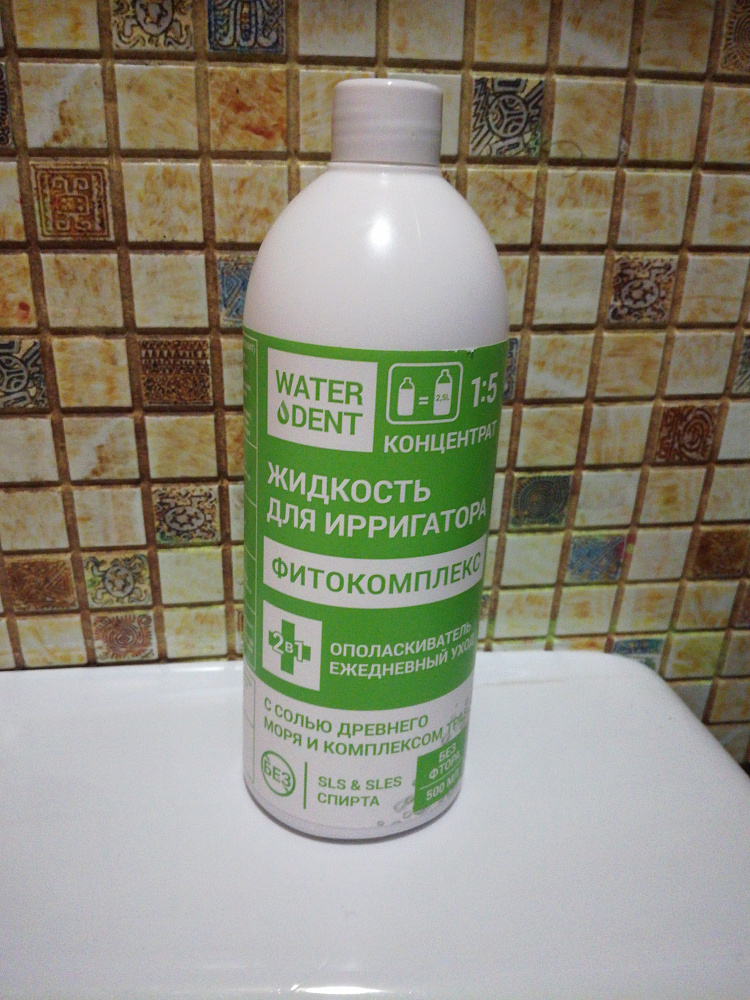 WATER
DENT
2,5L
1:5
КОНЦЕНТРАТ
ЖИДКОСТЬ
ДЛЯ ИРРИГАТОРА
ФИТОКОМПЛЕКС
2в1
ОПОЛАСКИВАТЕЛЬ
ЕЖЕДНЕВНЫЙ УХОД
С СОЛЬЮ ДРЕВНЕГО
МОРЯ И КОМПЛЕКСОМ
БЕЗ
SLS & SLES
СПИРТА
БЕЗ
ФТОРА
500 МЛ